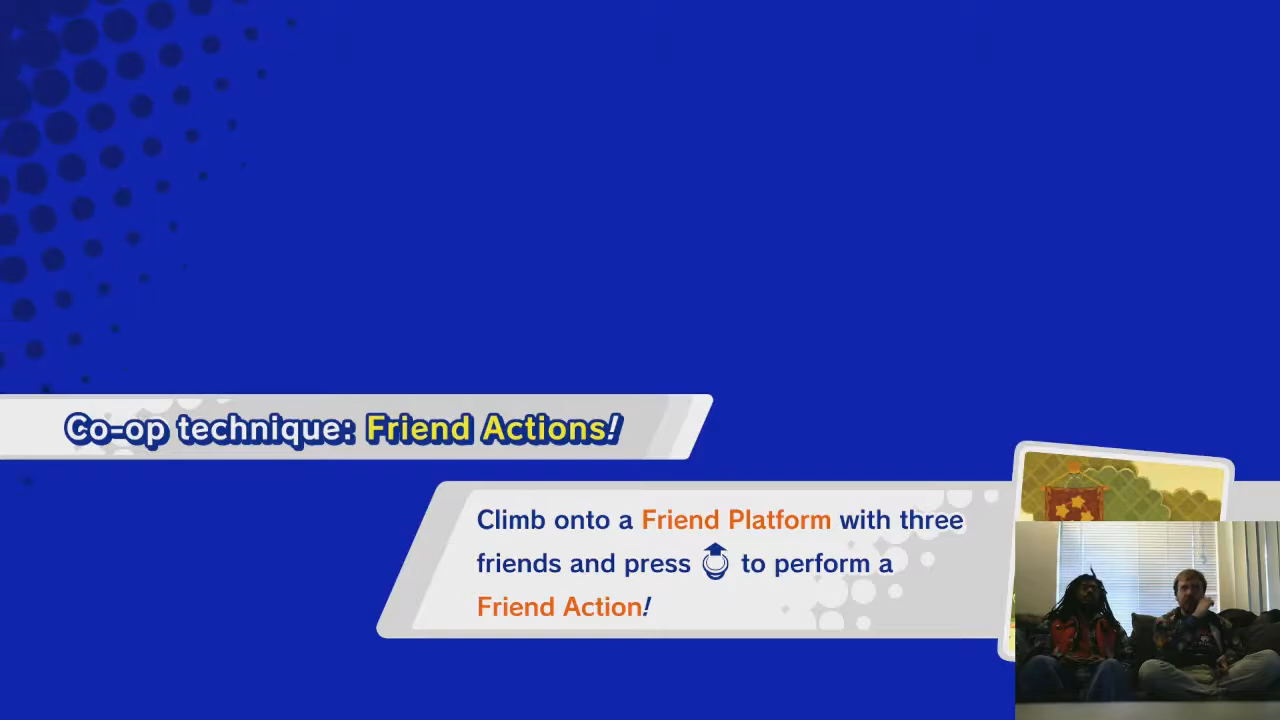 Co-op technique: Friend Actions!
Climb onto a Friend Platform with three
friends and press to perform a
Friend Action!